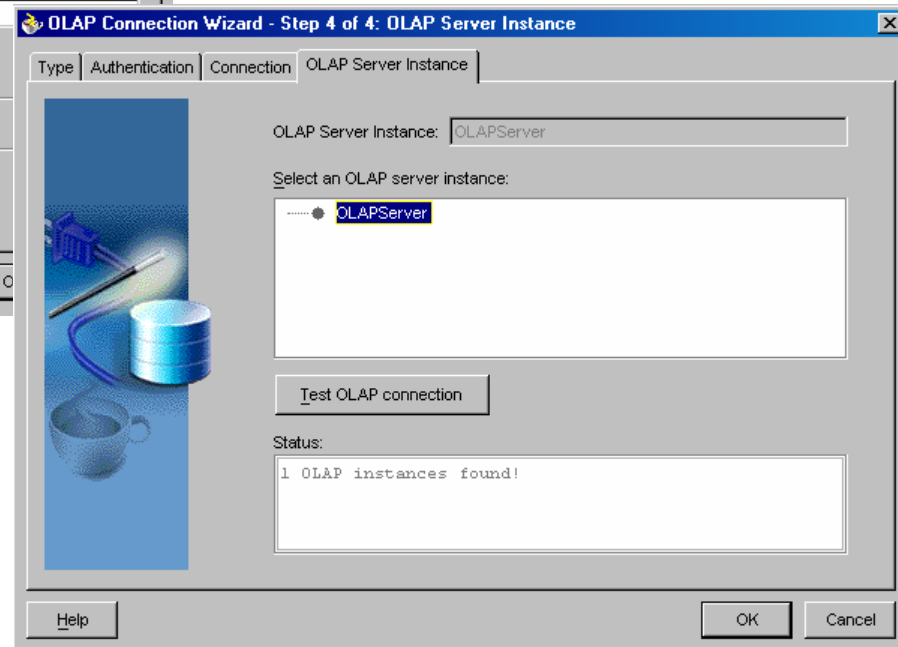 OLAP Connection Wizard - Step 4 of 4: OLAP Server Instance
Type Authentication Connection OLAP Server Instance
OLAP Server Instance: OLAPServer
Select an OLAP server instance:
OLAPServer
Test OLAP connection
Status:
1 OLAP instances found!
Help OK Cancel